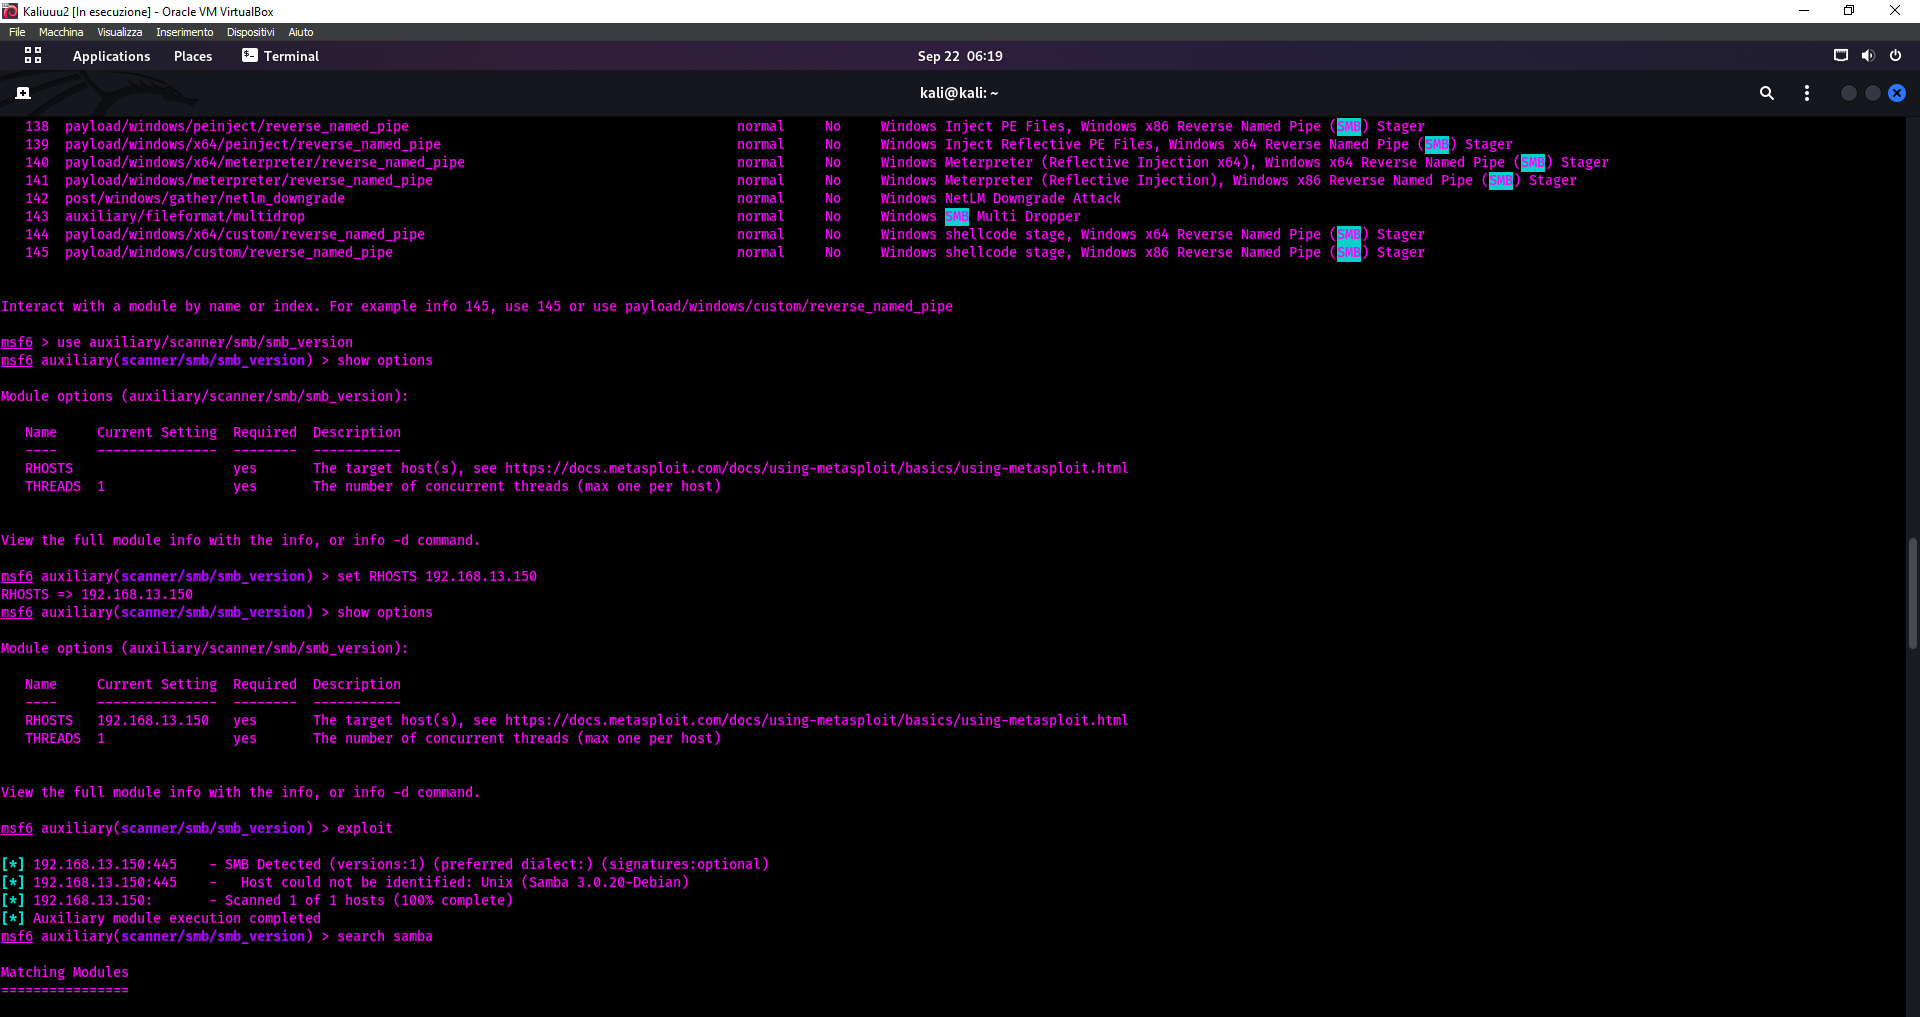 Kaliuuu2 [In esecuzione] - Oracle VM VirtualBox
File Macchina Visualizza Inserimento Dispositivi Aiuto
Applications Places Terminal Sep 22 06:19
kali@kali: ~
138 payload/windows/peinject/reverse_named_pipe normal No Windows Inject PE Files, Windows x86 Reverse Named Pipe (SMB) Stager
139 payload/windows/x64/peinject/reverse_named_pipe normal No Windows Inject Reflective PE Files, Windows x64 Reverse Named Pipe (SMB) Stager
140 payload/windows/x64/meterpreter/reverse_named_pipe normal No Windows Meterpreter (Reflective Injection x64), Windows x64 Reverse Named Pipe (SMB) Stager
141 payload/windows/meterpreter/reverse_named_pipe normal No Windows Meterpreter (Reflective Injection), Windows x86 Reverse Named Pipe (SMB) Stager
142 post/windows/gather/netlm_downgrade normal No Windows NetLM Downgrade Attack
143 auxiliary/fileformat/multidrop normal No Windows SMB Multi Dropper
144 payload/windows/x64/custom/reverse_named_pipe normal No Windows shellcode stage, Windows x64 Reverse Named Pipe (SMB) Stager
145 payload/windows/custom/reverse_named_pipe normal No Windows shellcode stage, Windows x86 Reverse Named Pipe (SMB) Stager
Interact with a module by name or index. For example info 145, use 145 or use payload/windows/custom/reverse_named_pipe
msf6 > use auxiliary/scanner/smb/smb_version
msf6 auxiliary(scanner/smb/smb_version) > show options
Module options (auxiliary/scanner/smb/smb_version):
Name Current Setting Required Description
---- --------------- -------- -----------
RHOSTS yes The target host(s), see https://docs.metasploit.com/docs/using-metasploit/basics/using-metasploit.html
THREADS 1 yes The number of concurrent threads (max one per host)
View the full module info with the info, or info -d command.
msf6 auxiliary(scanner/smb/smb_version) > set RHOSTS 192.168.13.150
RHOSTS => 192.168.13.150
msf6 auxiliary(scanner/smb/smb_version) > show options
Module options (auxiliary/scanner/smb/smb_version):
Name Current Setting Required Description
---- --------------- -------- -----------
RHOSTS 192.168.13.150 yes The target host(s), see https://docs.metasploit.com/docs/using-metasploit/basics/using-metasploit.html
THREADS 1 yes The number of concurrent threads (max one per host)
View the full module info with the info, or info -d command.
msf6 auxiliary(scanner/smb/smb_version) > exploit
[*] 192.168.13.150:445 - SMB Detected (versions:1) (preferred dialect:) (signatures:optional)
[*] 192.168.13.150:445 - Host could not be identified: Unix (Samba 3.0.20-Debian)
[*] 192.168.13.150: - Scanned 1 of 1 hosts (100% complete)
[*] Auxiliary module execution completed
msf6 auxiliary(scanner/smb/smb_version) > search samba
Matching Modules
================